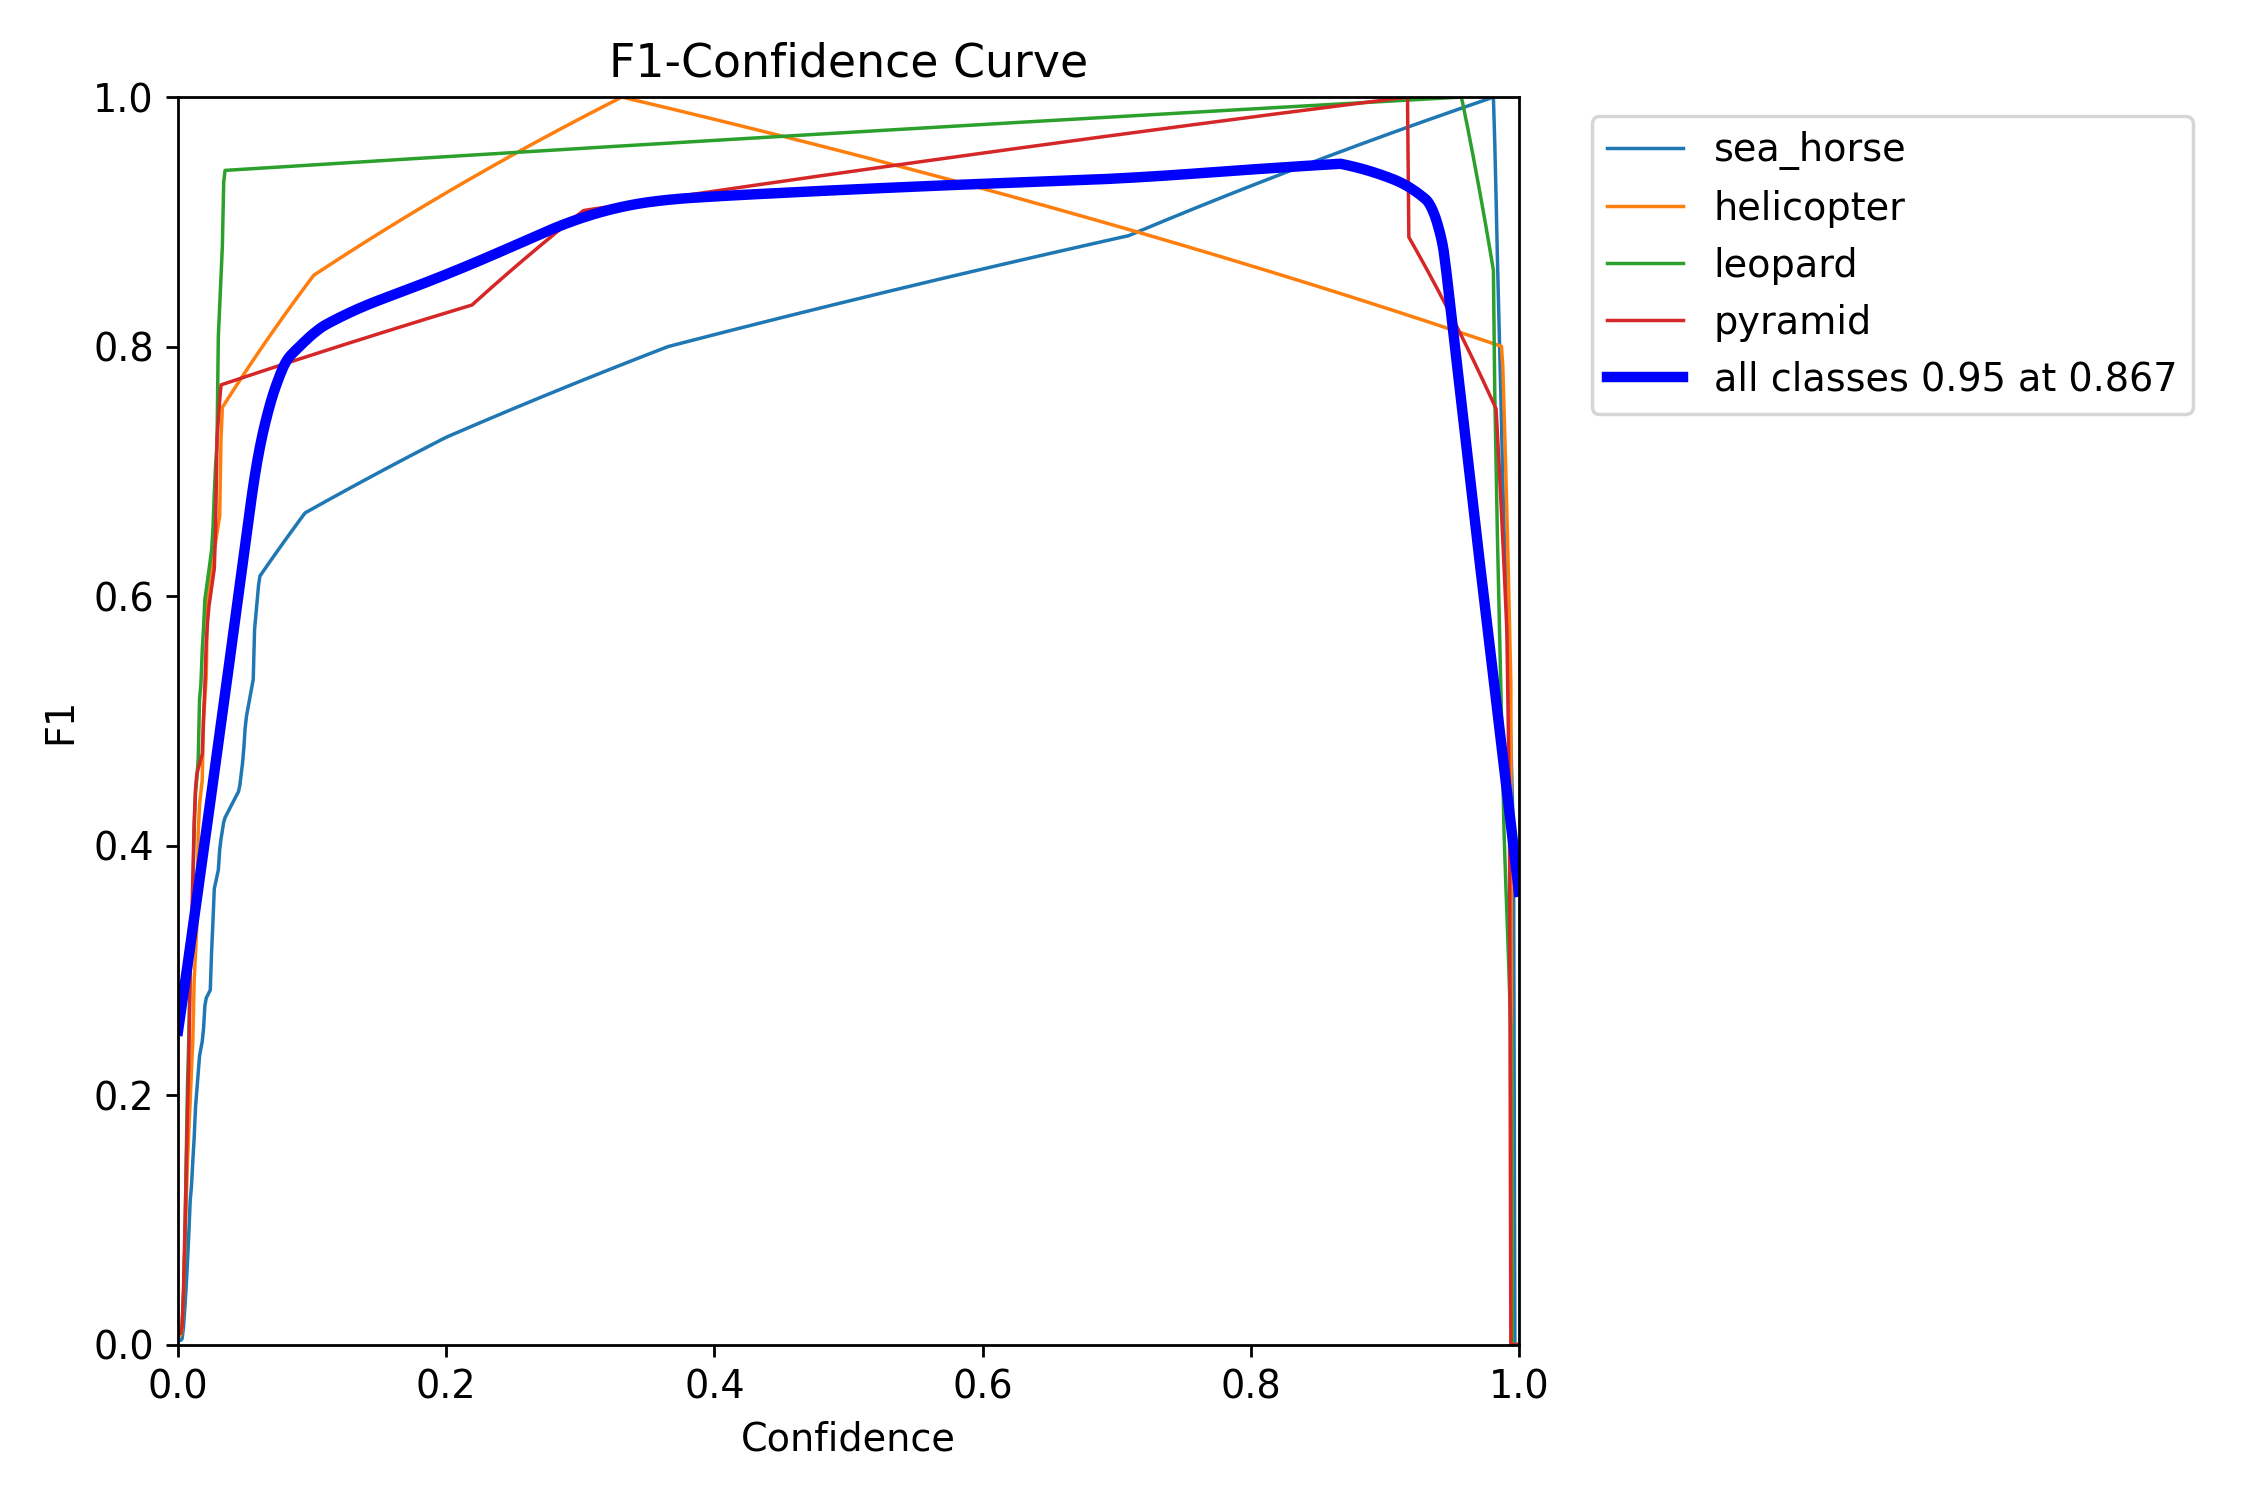 F1-Confidence Curve
1.0
0.8
0.6
0.4
0.2
0.0
F1
0.0 0.2 0.4 0.6 0.8 1.0
Confidence
sea_horse
helicopter
leopard
pyramid
all classes 0.95 at 0.867